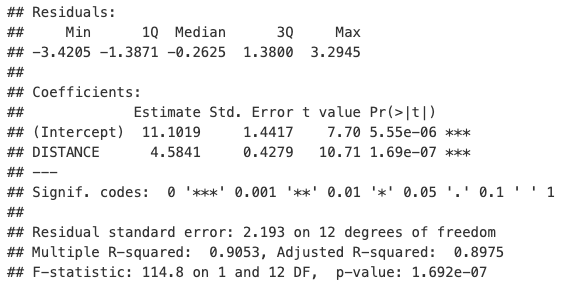 ## Residuals:
##     Min      1Q  Median      3Q     Max
## -3.4205 -1.3871 -0.2625  1.3800  3.2945
##
## Coefficients:
##             Estimate Std. Error t value Pr(>|t|)
## (Intercept)  11.1019     1.4417    7.70 5.55e-06 ***
## DISTANCE      4.5841     0.4279   10.71 1.69e-07 ***
## ---
## Signif. codes:  0 '***' 0.001 '**' 0.01 '*' 0.05 '.' 0.1 ' ' 1
##
## Residual standard error: 2.193 on 12 degrees of freedom
## Multiple R-squared:  0.9053, Adjusted R-squared:  0.8975
## F-statistic: 114.8 on 1 and 12 DF,  p-value: 1.692e-07